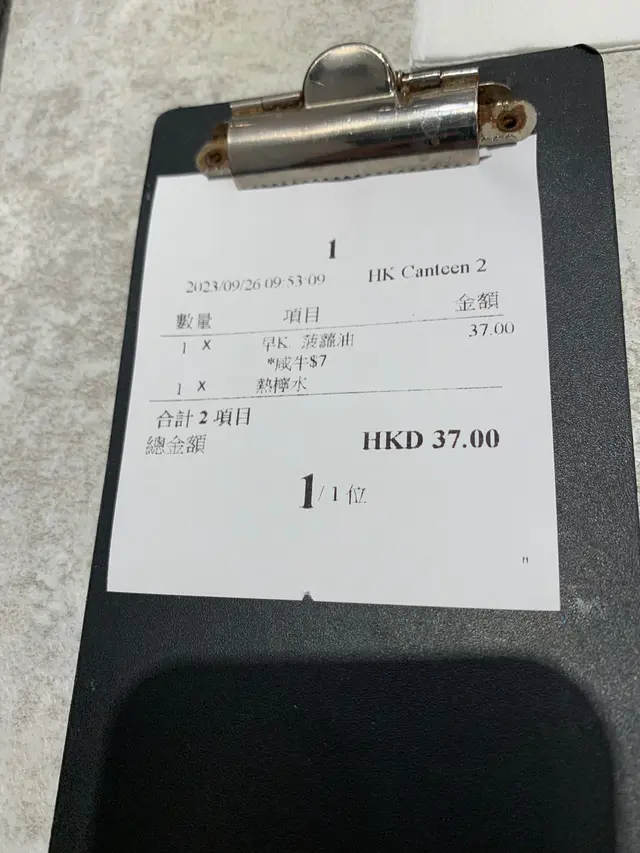 1
2023/09/26 09:53:09 HK Canteen 2
數量 項目 金額
1 X 早K. 菠蘿油 37.00
*咸牛$7
1 X 熱檸水
合計 2 項目
總金額 HKD 37.00
1 / 1 位
"